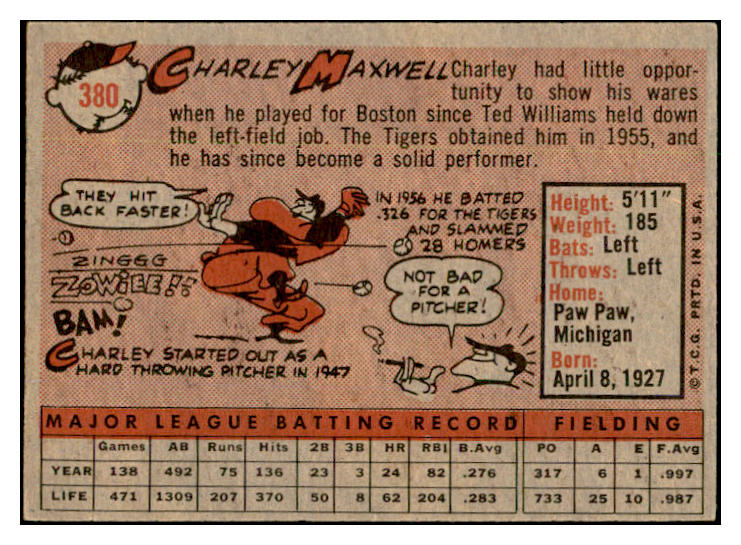 380
CHARLEY MAXWELL Charley had little oppor-
tunity to show his wares
when he played for Boston since Ted Williams held down
the left-field job. The Tigers obtained him in 1955, and
he has since become a solid performer.
THEY HIT
BACK FASTER!
ZINGGG
ZOWIEE!!
BAM!
CHARLEY STARTED OUT AS A
HARD THROWING PITCHER IN 1947
IN 1956 HE BATTED
.326 FOR THE TIGERS
AND SLAMMED
28 HOMERS
NOT BAD
FOR A
PITCHER!
Height: 5'11"
Weight: 185
Bats: Left
Throws: Left
Home:
Paw Paw,
Michigan
Born:
April 8, 1927
© T.C.G. PRTD. IN U.S.A.
MAJOR LEAGUE BATTING RECORD FIELDING
Games AB Runs Hits 2B 3B HR RBI B.Avg PO A E F.Avg
YEAR 138 492 75 136 23 3 24 82 .276 317 6 1 .997
LIFE 471 1309 207 370 50 8 62 204 .283 733 25 10 .987